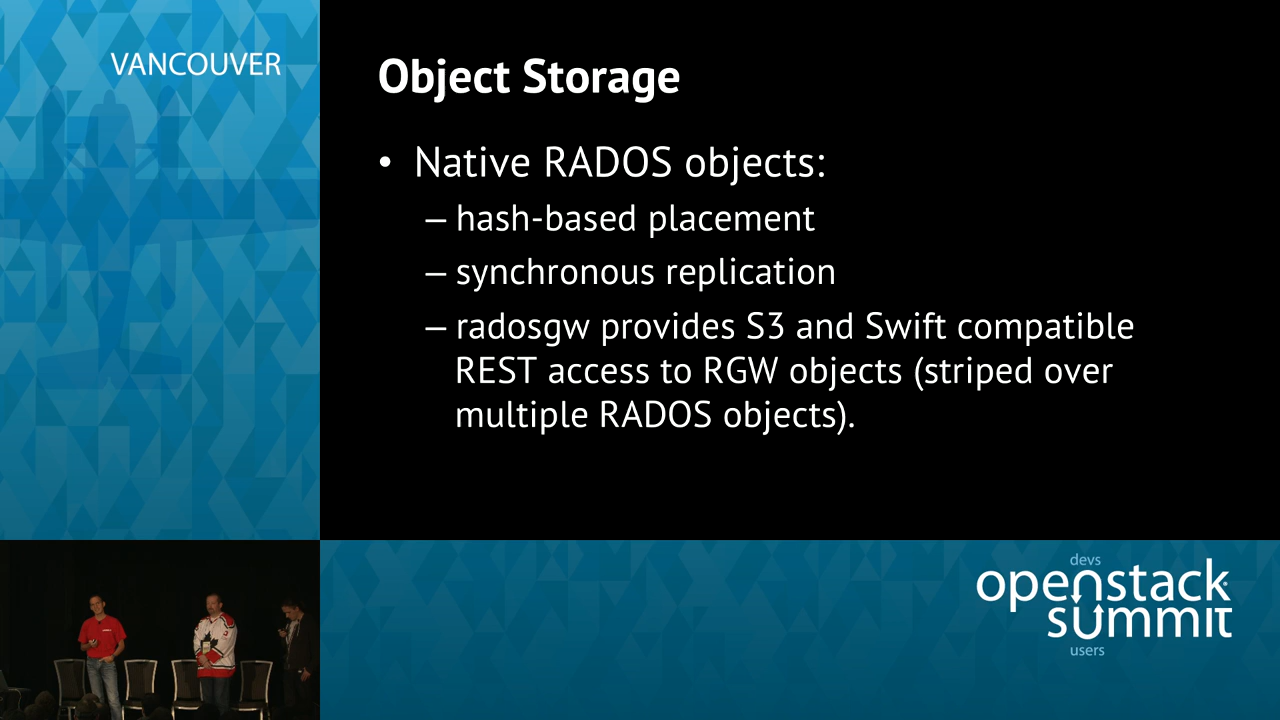 VANCOUVER
Object Storage
• Native RADOS objects:
– hash-based placement
– synchronous replication
– radosgw provides S3 and Swift compatible
REST access to RGW objects (striped over
multiple RADOS objects).
devs
openstack
summit
users